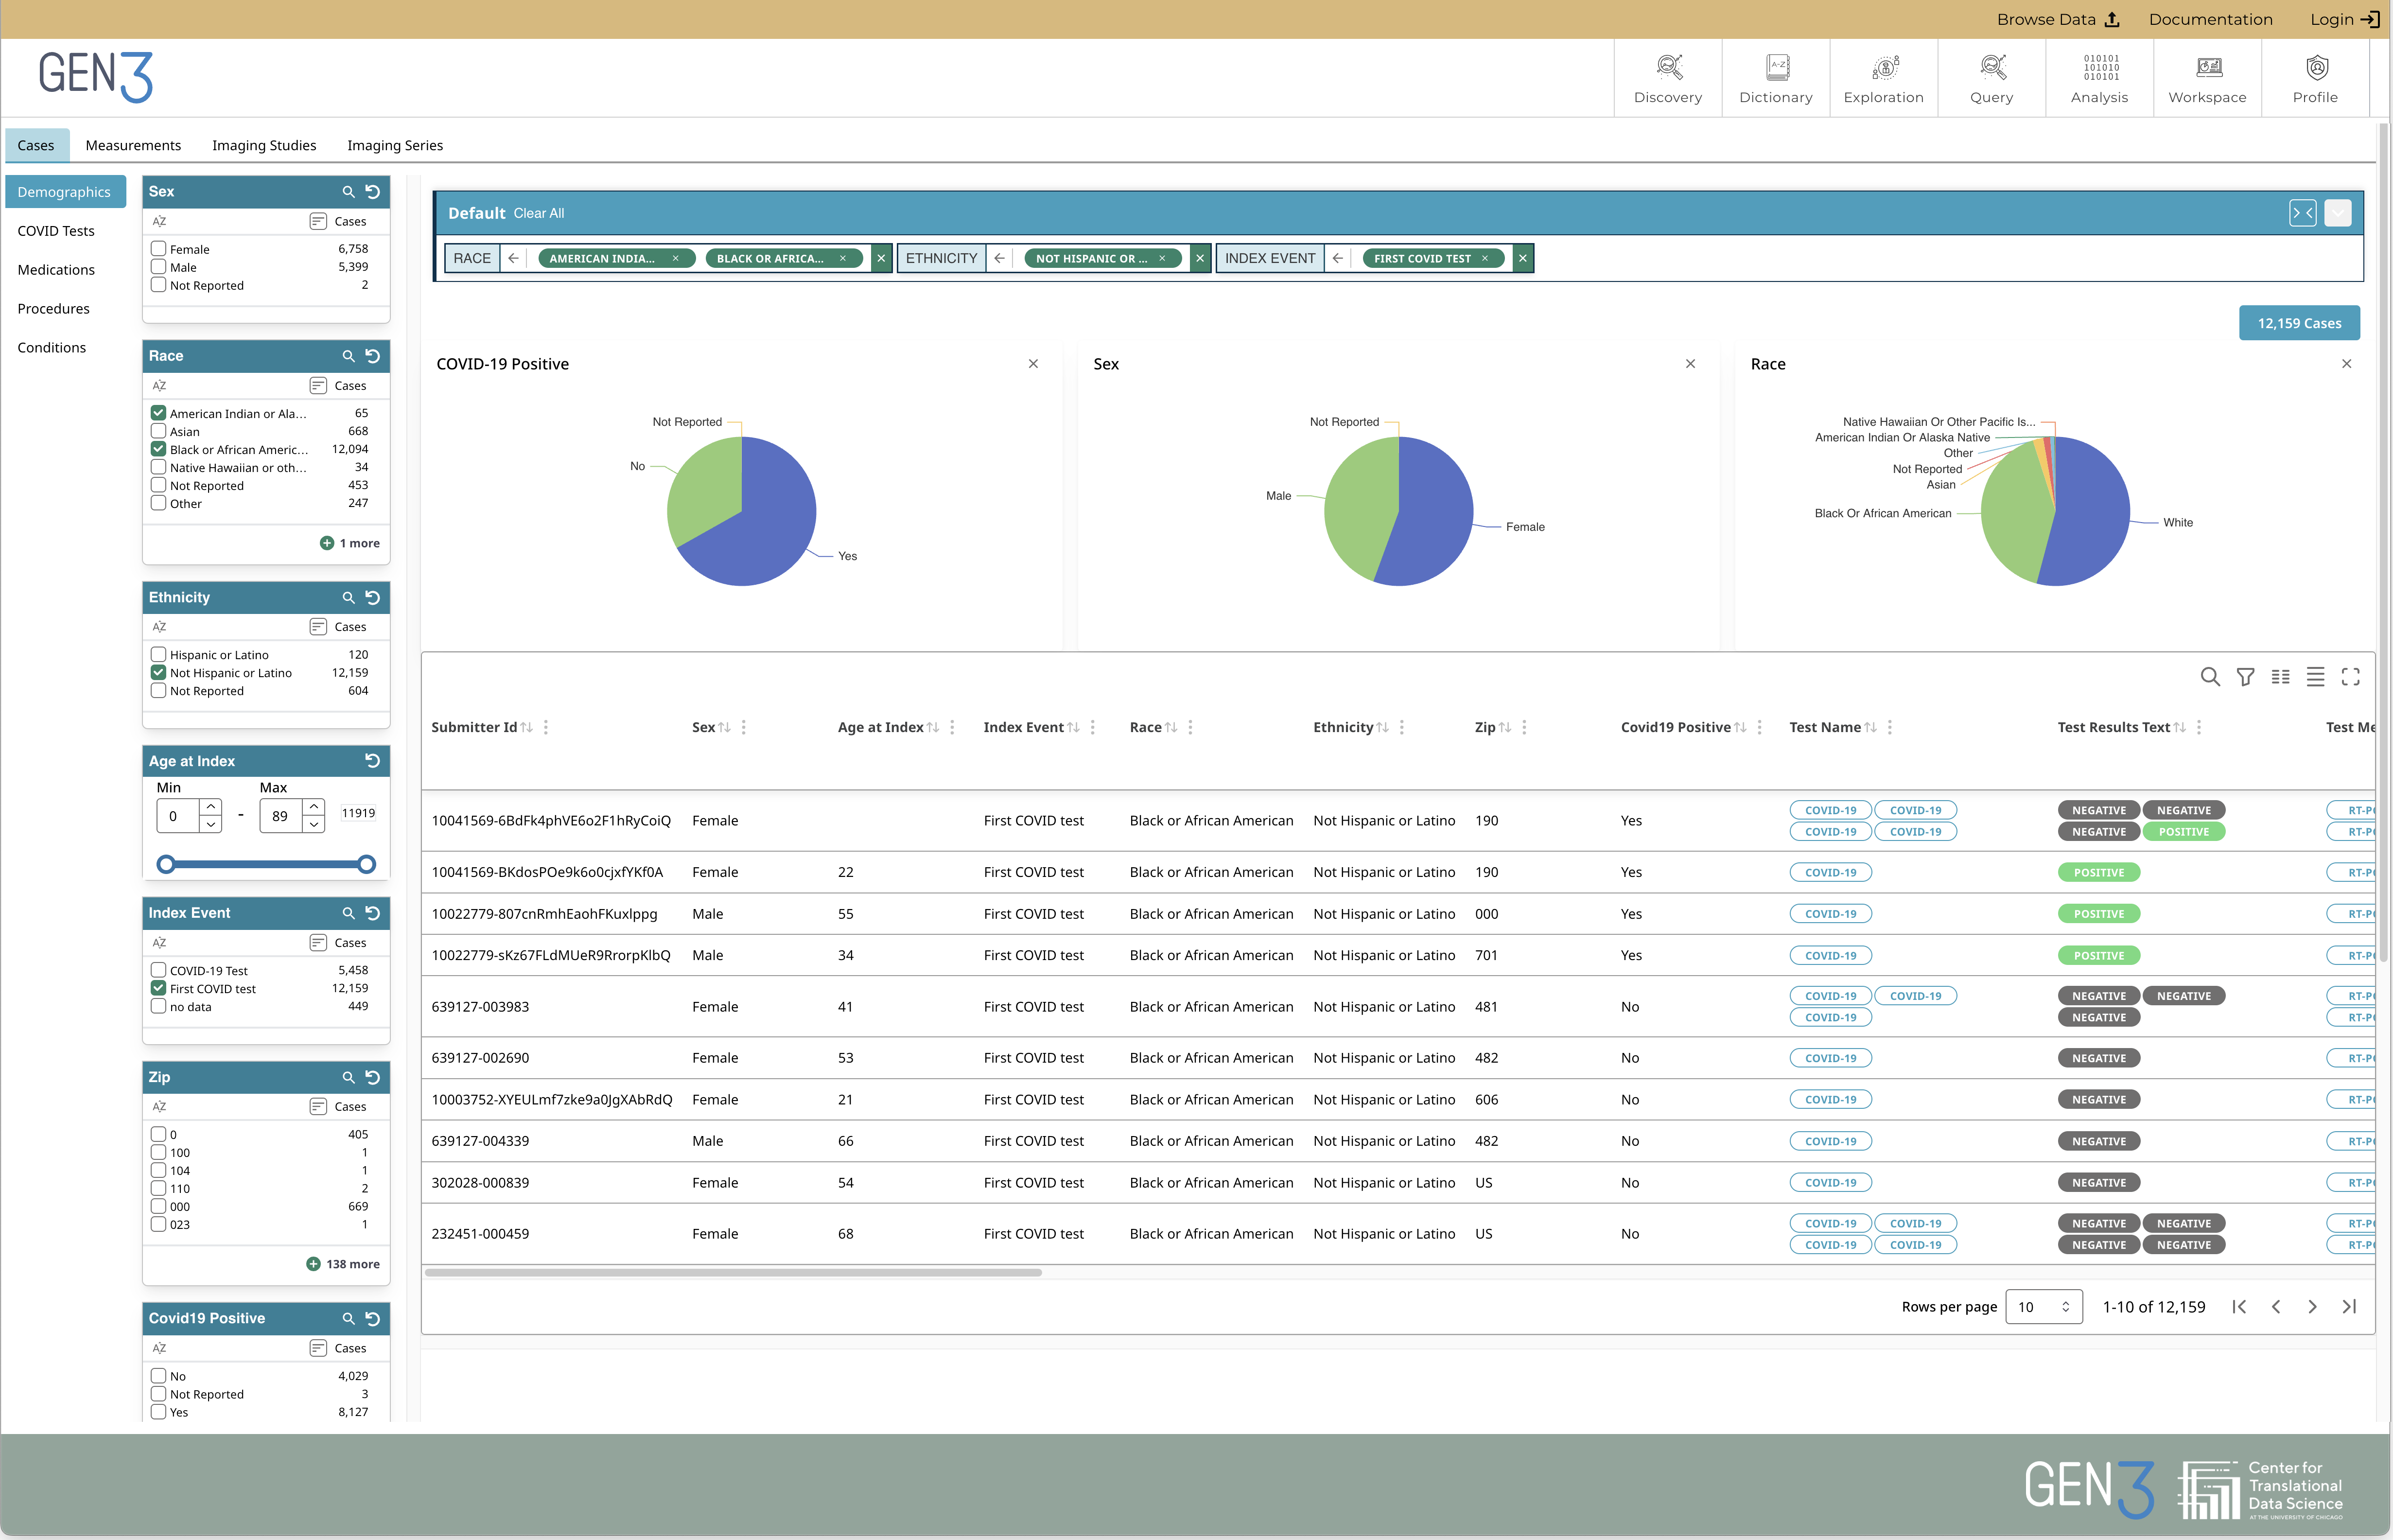 Browse Data
Documentation
Login
GEN3
Discovery
Dictionary
Exploration
Query
010101
101010
010101
Analysis
Workspace
Profile
Cases
Measurements
Imaging Studies
Imaging Series
Demographics
COVID Tests
Medications
Procedures
Conditions
Sex
AZ Cases
Female 6,758
Male 5,399
Not Reported 2
Race
AZ Cases
American Indian or Ala... 65
Asian 668
Black or African Americ... 12,094
Native Hawaiian or oth... 34
Not Reported 453
Other 247
1 more
Ethnicity
AZ Cases
Hispanic or Latino 120
Not Hispanic or Latino 12,159
Not Reported 604
Age at Index
Min Max
0 - 89 11919
Index Event
AZ Cases
COVID-19 Test 5,458
First COVID test 12,159
no data 449
Zip
AZ Cases
0 405
100 1
104 1
110 2
000 669
023 1
138 more
Covid19 Positive
AZ Cases
No 4,029
Not Reported 3
Yes 8,127
Default Clear All
RACE AMERICAN INDIA... BLACK OR AFRICA... ETHNICITY NOT HISPANIC OR ... INDEX EVENT FIRST COVID TEST
12,159 Cases
COVID-19 Positive
Not Reported
No
Yes
Sex
Not Reported
Male
Female
Race
Native Hawaiian Or Other Pacific Is...
American Indian Or Alaska Native
Other
Not Reported
Asian
Black Or African American
White
Submitter Id Sex Age at Index Index Event Race Ethnicity Zip Covid19 Positive Test Name Test Results Text Test Me
10041569-6BdFk4phVE6o2F1hRyCoiQ Female First COVID test Black or African American Not Hispanic or Latino 190 Yes COVID-19 COVID-19 NEGATIVE NEGATIVE RT-P
COVID-19 COVID-19 NEGATIVE POSITIVE RT-P
10041569-BKdosPOe9k6o0cjxfYKf0A Female 22 First COVID test Black or African American Not Hispanic or Latino 190 Yes COVID-19 POSITIVE RT-P
10022779-807cnRmhEaohFKuxlppg Male 55 First COVID test Black or African American Not Hispanic or Latino 000 Yes COVID-19 POSITIVE RT-P
10022779-sKz67FLdMUeR9RrorpKlbQ Male 34 First COVID test Black or African American Not Hispanic or Latino 701 Yes COVID-19 POSITIVE RT-P
639127-003983 Female 41 First COVID test Black or African American Not Hispanic or Latino 481 No COVID-19 COVID-19 NEGATIVE NEGATIVE RT-P
COVID-19 NEGATIVE RT-P
639127-002690 Female 53 First COVID test Black or African American Not Hispanic or Latino 482 No COVID-19 NEGATIVE RT-P
10003752-XYEULmf7zke9a0JgXAbRdQ Female 21 First COVID test Black or African American Not Hispanic or Latino 606 No COVID-19 NEGATIVE RT-P
639127-004339 Male 66 First COVID test Black or African American Not Hispanic or Latino 482 No COVID-19 NEGATIVE RT-P
302028-000839 Female 54 First COVID test Black or African American Not Hispanic or Latino US No COVID-19 NEGATIVE RT-P
232451-000459 Female 68 First COVID test Black or African American Not Hispanic or Latino US No COVID-19 COVID-19 NEGATIVE NEGATIVE RT-P
COVID-19 COVID-19 NEGATIVE NEGATIVE RT-P
Rows per page 10 1-10 of 12,159
GEN3
Center for
Translational
Data Science
AT THE UNIVERSITY OF CHICAGO